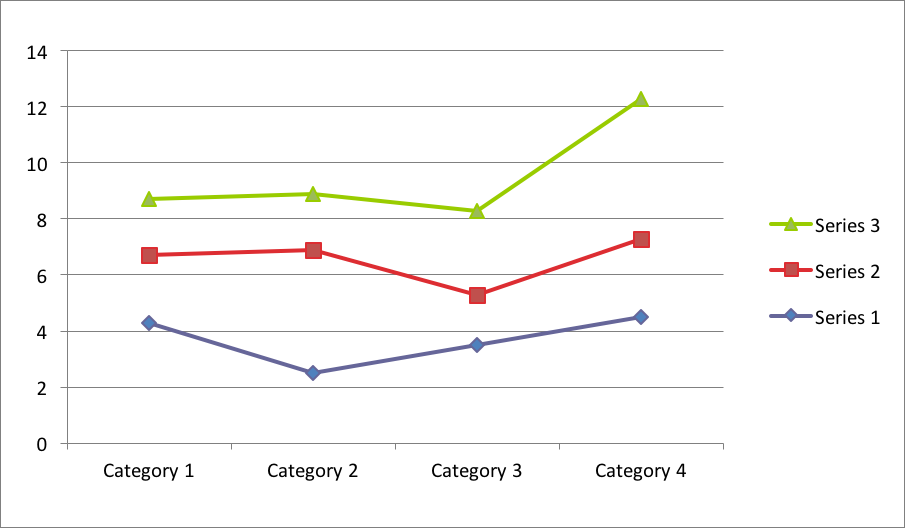 14
12
10
8
6
4
2
0
Category 1
Category 2
Category 3
Category 4
Series 3
Series 2
Series 1